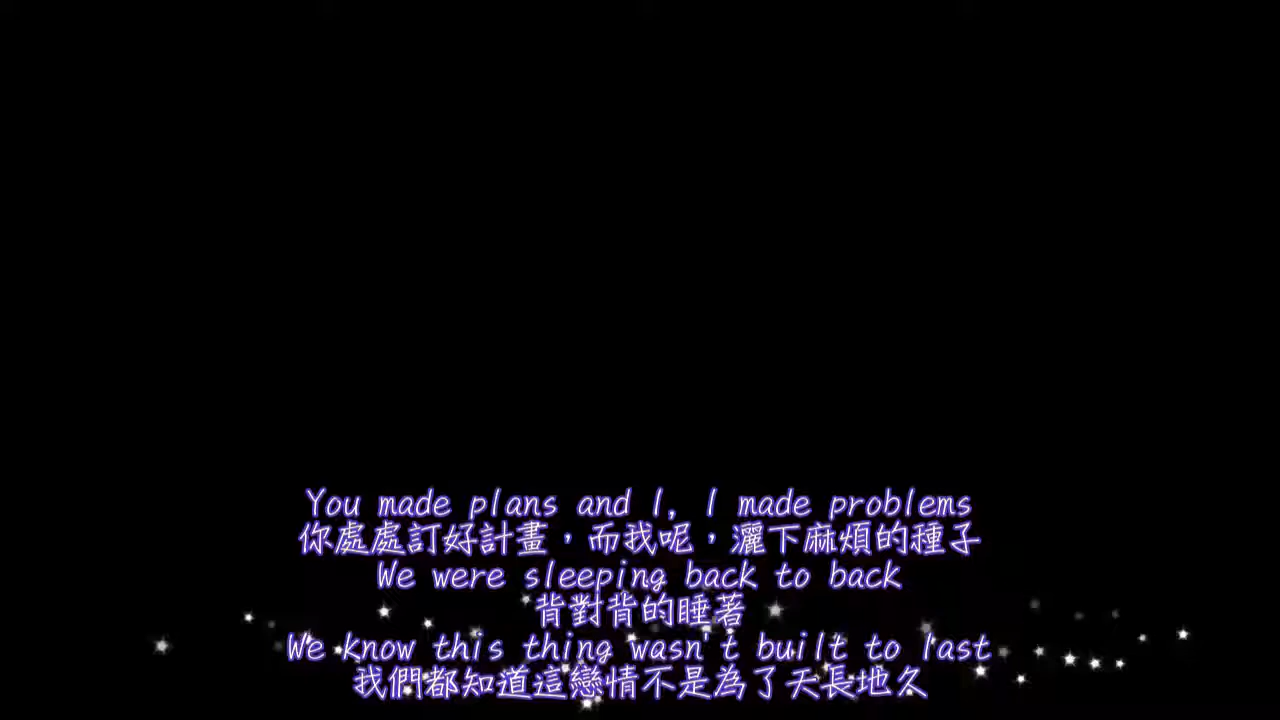 You made plans and I, I made problems
你處處訂好計畫，而我呢，灑下麻煩的種子
We were sleeping back to back
背對背的睡著
We know this thing wasn't built to last
我們都知道這戀情不是為了天長地久